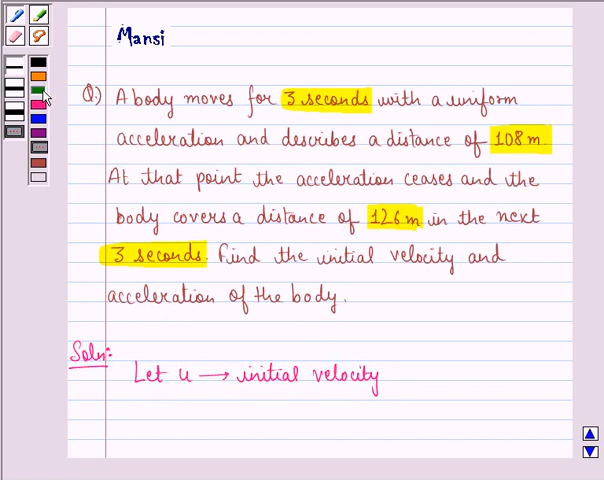 Mansi
Q.) A body moves for 3 seconds with a uniform
acceleration and describes a distance of 108 m.
At that point the acceleration ceases and the
body covers a distance of 126 m in the next
3 seconds. Find the initial velocity and
acceleration of the body.
Soln:
Let u → initial velocity